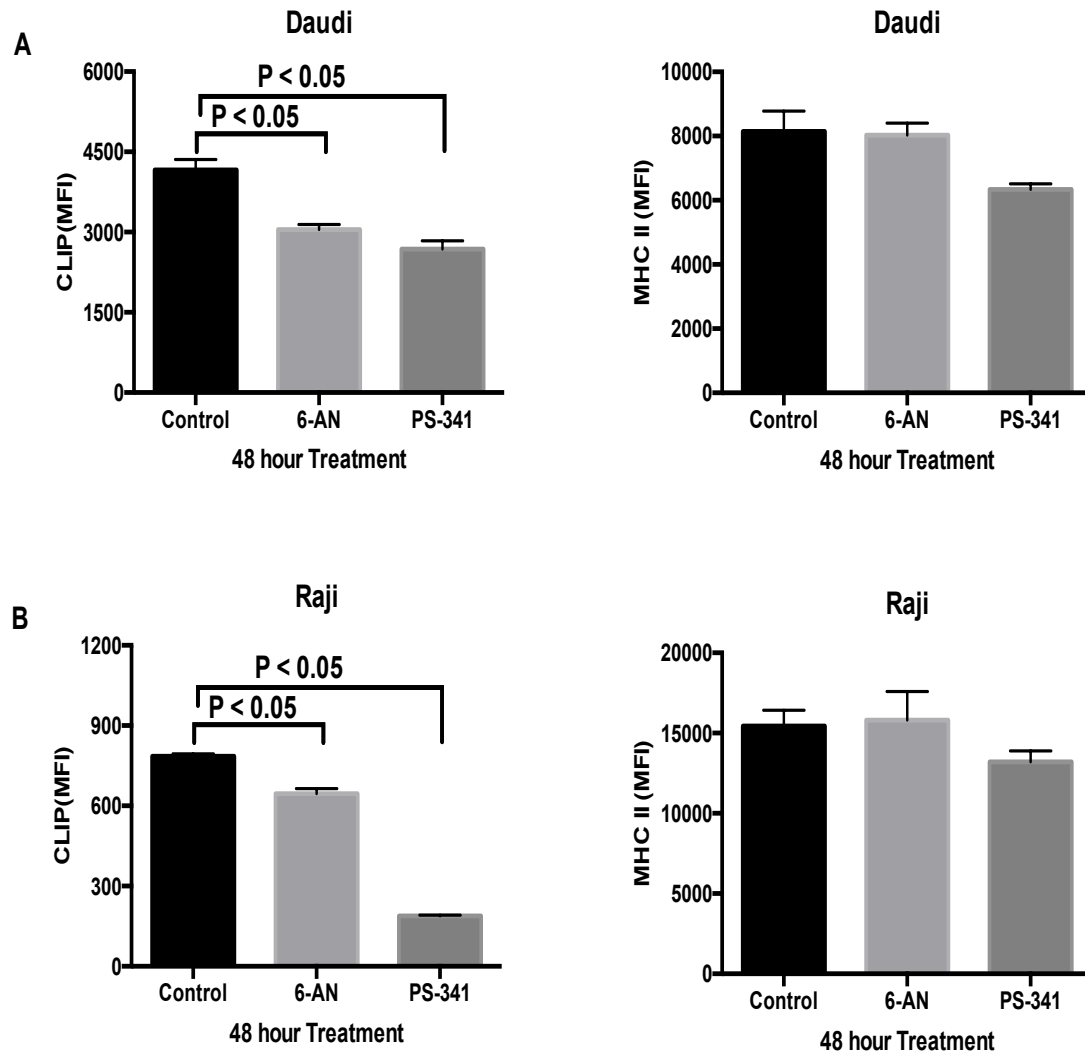 A
Daudi
CLIP(MFI)
6000
4500
3000
1500
0
P < 0.05
P < 0.05
Control 6-AN PS-341
48 hour Treatment
Daudi
MHC II (MFI)
10000
8000
6000
4000
2000
0
Control 6-AN PS-341
48 hour Treatment
B
Raji
CLIP(MFI)
1200
900
600
300
0
P < 0.05
P < 0.05
Control 6-AN PS-341
48 hour Treatment
Raji
MHC II (MFI)
20000
15000
10000
5000
0
Control 6-AN PS-341
48 hour Treatment